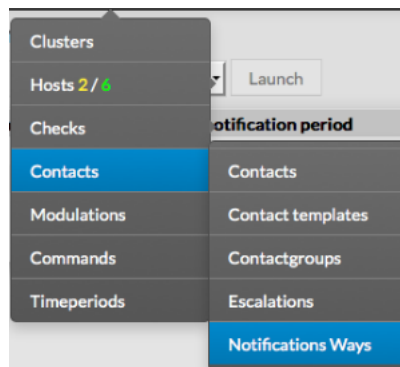 Clusters
Hosts 2 / 6
Launch
Checks
otification period
Contacts
Contacts
Modulations
Contact templates
Commands
Contactgroups
Timeperiods
Escalations
Notifications Ways